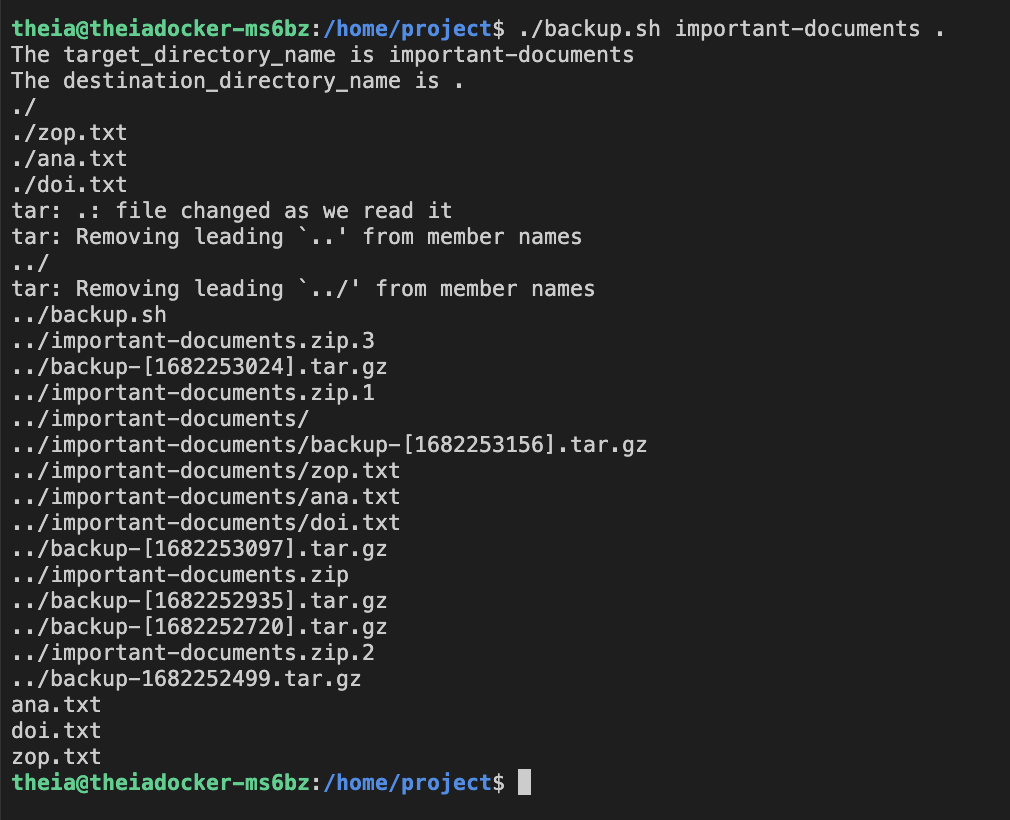 theia@theiadocker-ms6bz:/home/project$ ./backup.sh important-documents .
The target_directory_name is important-documents
The destination_directory_name is .
./
./zop.txt
./ana.txt
./doi.txt
tar: .: file changed as we read it
tar: Removing leading `..' from member names
../
tar: Removing leading `../' from member names
../backup.sh
../important-documents.zip.3
../backup-[1682253024].tar.gz
../important-documents.zip.1
../important-documents/
../important-documents/backup-[1682253156].tar.gz
../important-documents/zop.txt
../important-documents/ana.txt
../important-documents/doi.txt
../backup-[1682253097].tar.gz
../important-documents.zip
../backup-[1682252935].tar.gz
../backup-[1682252720].tar.gz
../important-documents.zip.2
../backup-1682252499.tar.gz
ana.txt
doi.txt
zop.txt
theia@theiadocker-ms6bz:/home/project$